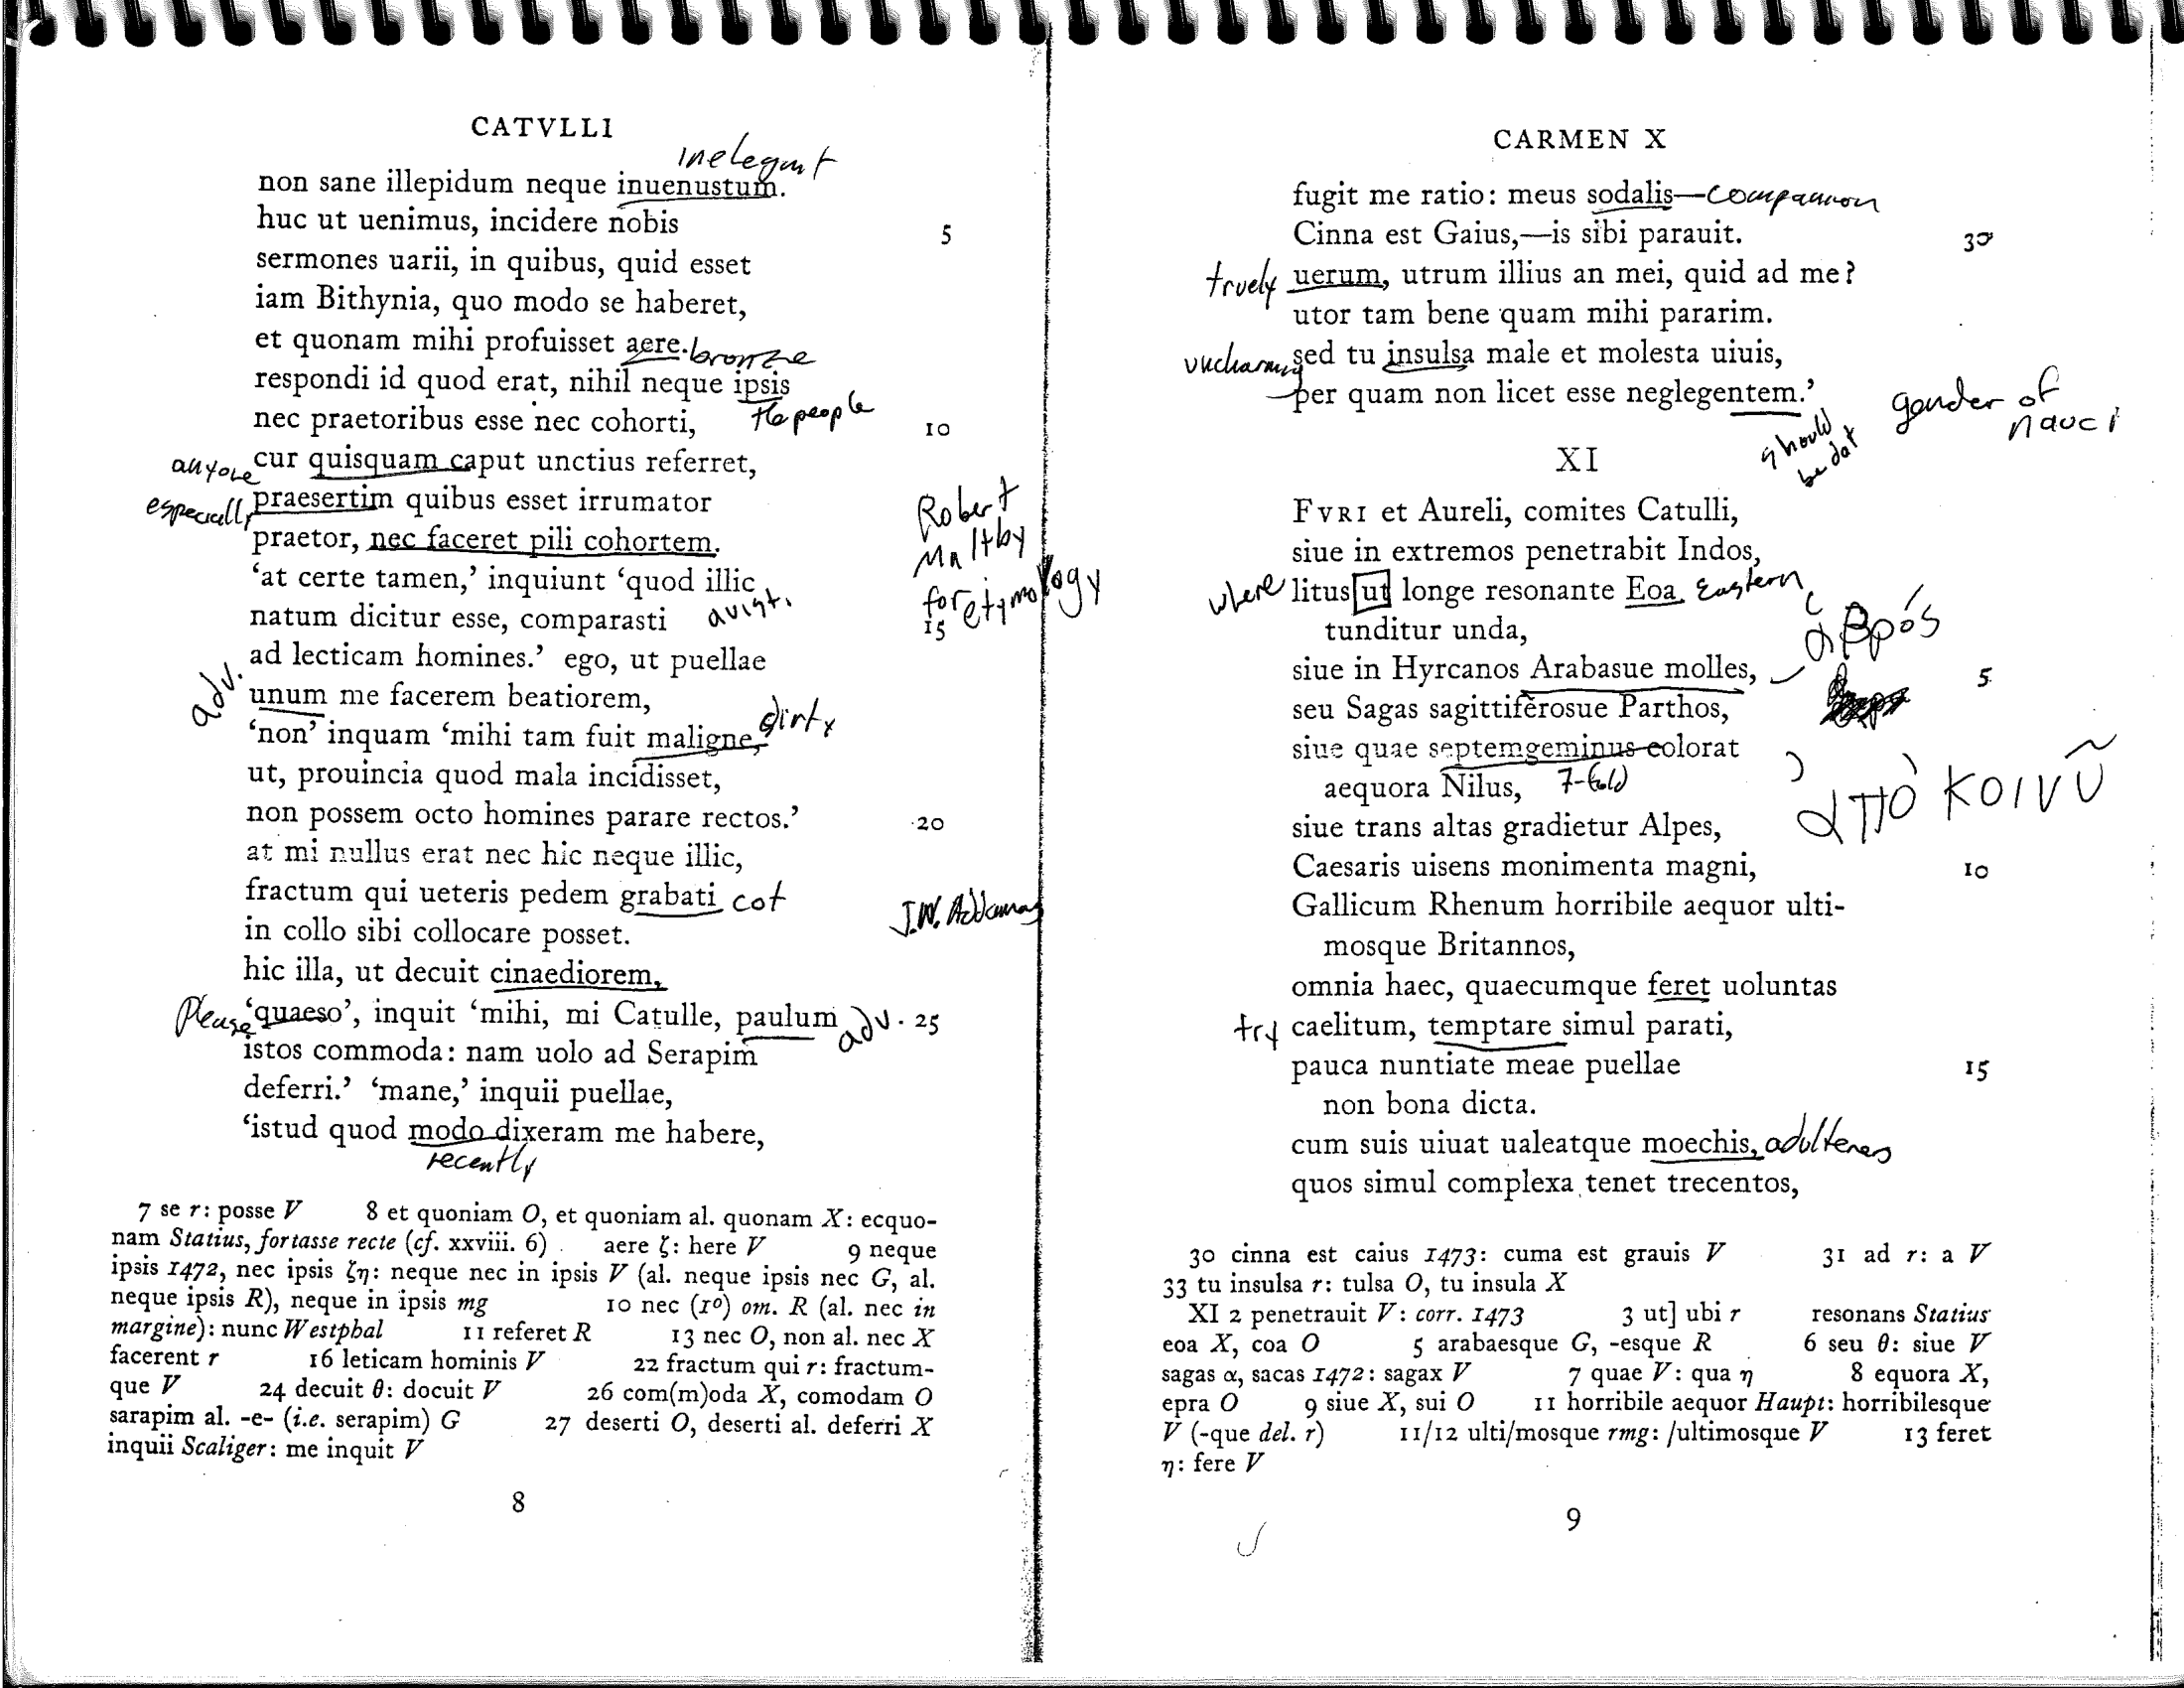 CATVLLI
inelegant
non sane illepidum neque inuenustum.
huc ut uenimus, incidere nobis 5
sermones uarii, in quibus, quid esset
iam Bithynia, quo modo se haberet,
et quonam mihi profuisset aere. bronze
respondi id quod erat, nihil neque ipsis
nec praetoribus esse nec cohorti, the people 10
anyone cur quisquam caput unctius referret,
especially praesertim quibus esset irrumator
praetor, nec faceret pili cohortem.
Robert
Maltby
for etymology
‘at certe tamen,’ inquiunt ‘quod illic
natum dicitur esse, comparasti 15
ad lecticam homines.’ ego, ut puellae
adv. unum me facerem beatiorem,
‘non’ inquam ‘mihi tam fuit maligne, dirty
ut, prouincia quod mala incidisset,
non possem octo homines parare rectos.’ 20
at mi nullus erat nec hic neque illic,
fractum qui ueteris pedem grabati cot
J.N. Addams
in collo sibi collocare posset.
hic illa, ut decuit cinaediorem,
Please ‘quaeso’, inquit ‘mihi, mi Catulle, paulum adv. 25
istos commoda: nam uolo ad Serapim
deferri.’ ‘mane,’ inquii puellae,
‘istud quod modo dixeram me habere,
recently
7 se r: posse V 8 et quoniam O, et quoniam al. quonam X: ecquo-
nam Statius, fortasse recte (cf. xxviii. 6) aere ζ: here V 9 neque
ipsis 1472, nec ipsis ζη: neque nec in ipsis V (al. neque ipsis nec G, al.
neque ipsis R), neque in ipsis mg 10 nec (1º) om. R (al. nec in
margine): nunc Westphal 11 referet R 13 nec O, non al. nec X
facerent r 16 leticam hominis V 22 fractum qui r: fractum-
que V 24 decuit θ: docuit V 26 com(m)oda X, comodam O
sarapim al. -e- (i.e. serapim) G 27 deserti O, deserti al. deferri X
inquii Scaliger: me inquit V
8
CARMEN X
fugit me ratio: meus sodalis— companion
Cinna est Gaius,—is sibi parauit. 30
truely uerum, utrum illius an mei, quid ad me?
utor tam bene quam mihi pararim.
sed tu insulsa male et molesta uiuis,
per quam non licet esse neglegentem.’
gender of
nauci
should
be dat
XI
FVRI et Aureli, comites Catulli,
siue in extremos penetrabit Indos,
where litus ut longe resonante Eoa Eastern
tunditur unda,
ἁβρός
siue in Hyrcanos Arabasue molles, 5
seu Sagas sagittiferosue Parthos,
siue quae septemgeminus colorat
aequora Nilus, 7-fold
ἀπὸ κοινῦ
siue trans altas gradietur Alpes,
Caesaris uisens monimenta magni, 10
Gallicum Rhenum horribile aequor ulti-
mosque Britannos,
omnia haec, quaecumque feret uoluntas
try caelitum, temptare simul parati,
pauca nuntiate meae puellae 15
non bona dicta.
cum suis uiuat ualeatque moechis, adulterers
quos simul complexa tenet trecentos,
30 cinna est caius 1473: cuma est grauis V 31 ad r: a V
33 tu insulsa r: tulsa O, tu insula X
XI 2 penetrauit V: corr. 1473 3 ut] ubi r resonans Statius
eoa X, coa O 5 arabaesque G, -esque R 6 seu θ: siue V
sagas α, sacas 1472: sagax V 7 quae V: qua η 8 equora X,
epra O 9 siue X, sui O 11 horribile aequor Haupt: horribilesque
V (-que del. r) 11/12 ulti/mosque rmg: /ultimosque V 13 feret
η: fere V
9